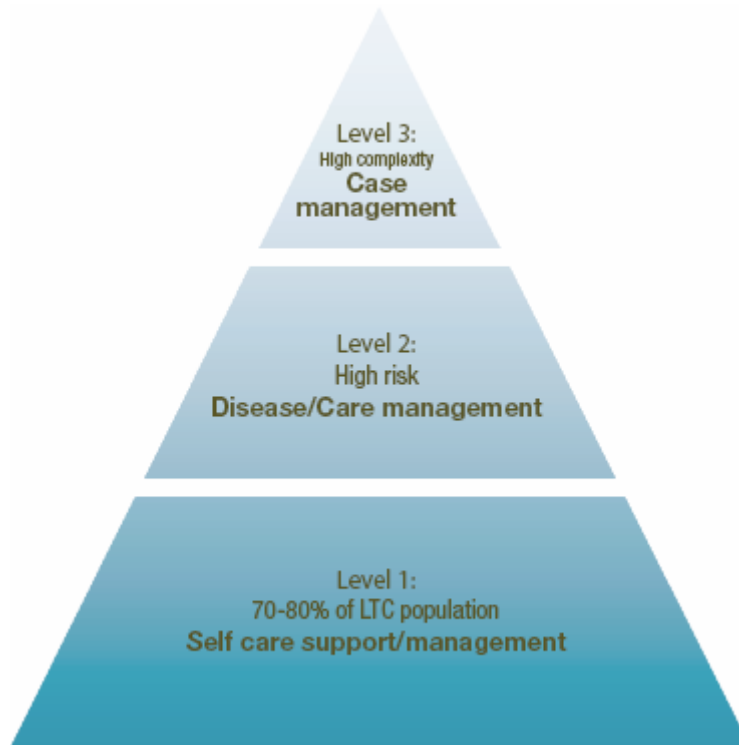 Level 3:
High complexity
Case
management
Level 2:
High risk
Disease/Care management
Level 1:
70-80% of LTC population
Self care support/management